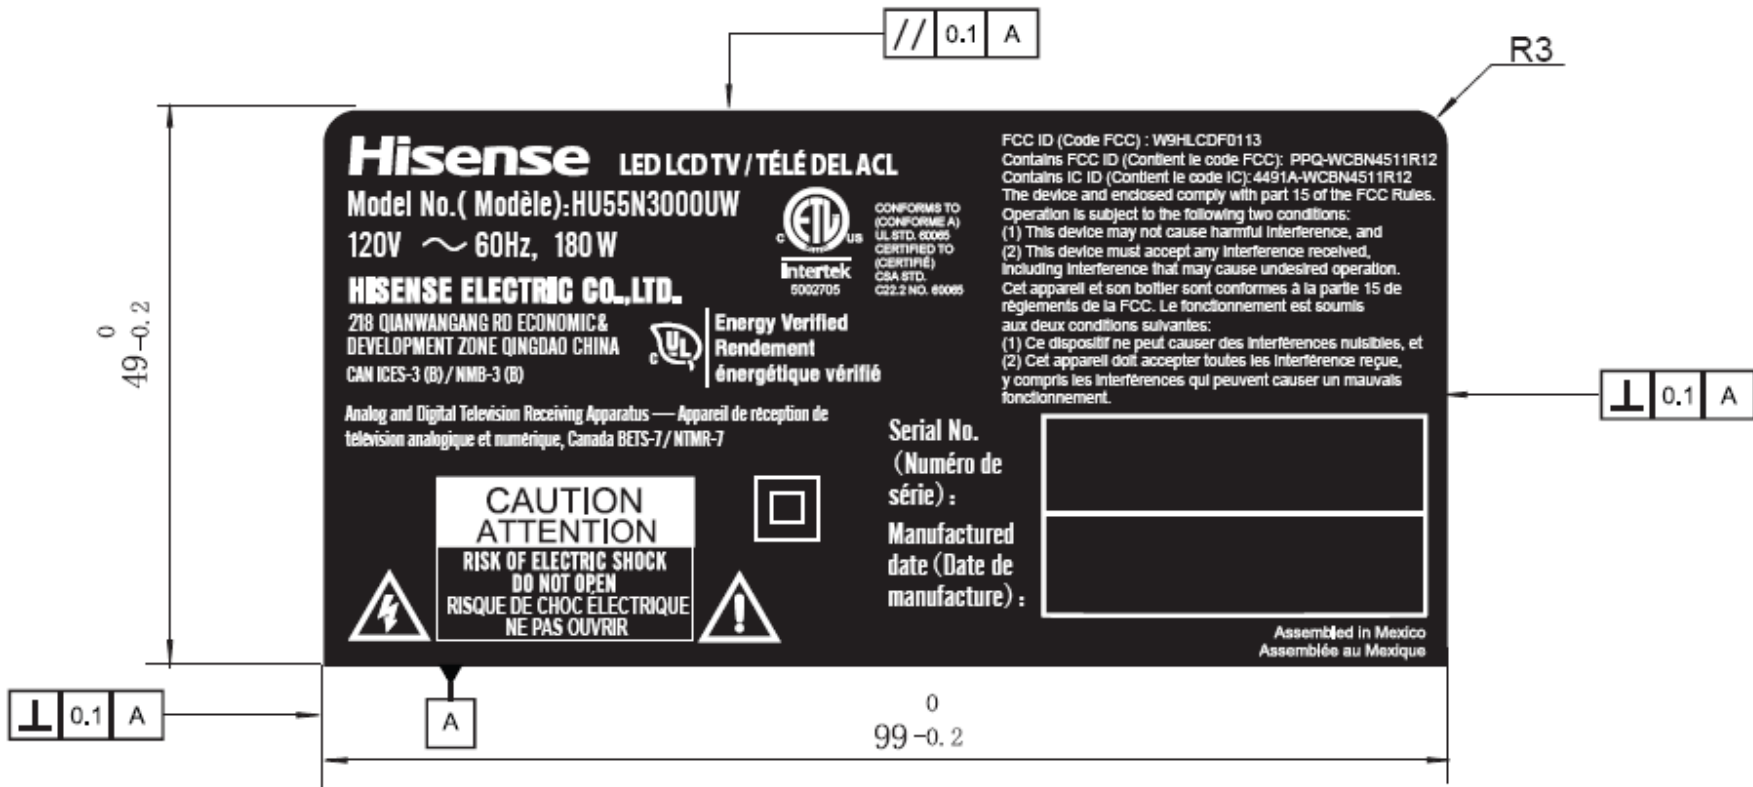 // 0.1 A
R3
Hisense LED LCD TV / TÉLÉ DEL ACL
Model No.( Modèle):HU55N3000UW
120V ～ 60Hz, 180 W
HISENSE ELECTRIC CO.,LTD.
218 QIANWANGANG RD ECONOMIC &
DEVELOPMENT ZONE QINGDAO CHINA
CAN ICES-3 (B) / NMB-3 (B)
ETL
C US
Intertek
5002705
CONFORMS TO
(CONFORME A)
UL STD. 60065
CERTIFIED TO
(CERTIFIÉ)
CSA STD.
C22.2 NO. 60065
C UL
Energy Verified
Rendement
énergétique vérifié
Analog and Digital Television Receiving Apparatus — Appareil de réception de
télévision analogique et numérique, Canada BETS-7 / NTMR-7
FCC ID (Code FCC) : W9HLCDF0113
Contains FCC ID (Contient le code FCC): PPQ-WCBN4511R12
Contains IC ID (Contient le code IC): 4491A-WCBN4511R12
The device and enclosed comply with part 15 of the FCC Rules.
Operation is subject to the following two conditions:
(1) This device may not cause harmful interference, and
(2) This device must accept any interference received,
including interference that may cause undesired operation.
Cet appareil et son boîtier sont conformes à la partie 15 de
règlements de la FCC. Le fonctionnement est soumis
aux deux conditions suivantes:
(1) Ce dispositif ne peut causer des interférences nuisibles, et
(2) Cet appareil doit accepter toutes les interférence reçue,
y compris les interférences qui peuvent causer un mauvais
fonctionnement.
Serial No.
(Numéro de
série) :
Manufactured
date (Date de
manufacture) :
CAUTION
ATTENTION
RISK OF ELECTRIC SHOCK
DO NOT OPEN
RISQUE DE CHOC ÉLECTRIQUE
NE PAS OUVRIR
Assembled in Mexico
Assemblée au Mexique
0
49-0.2
⊥ 0.1 A
⊥ 0.1 A
A
0
99-0.2